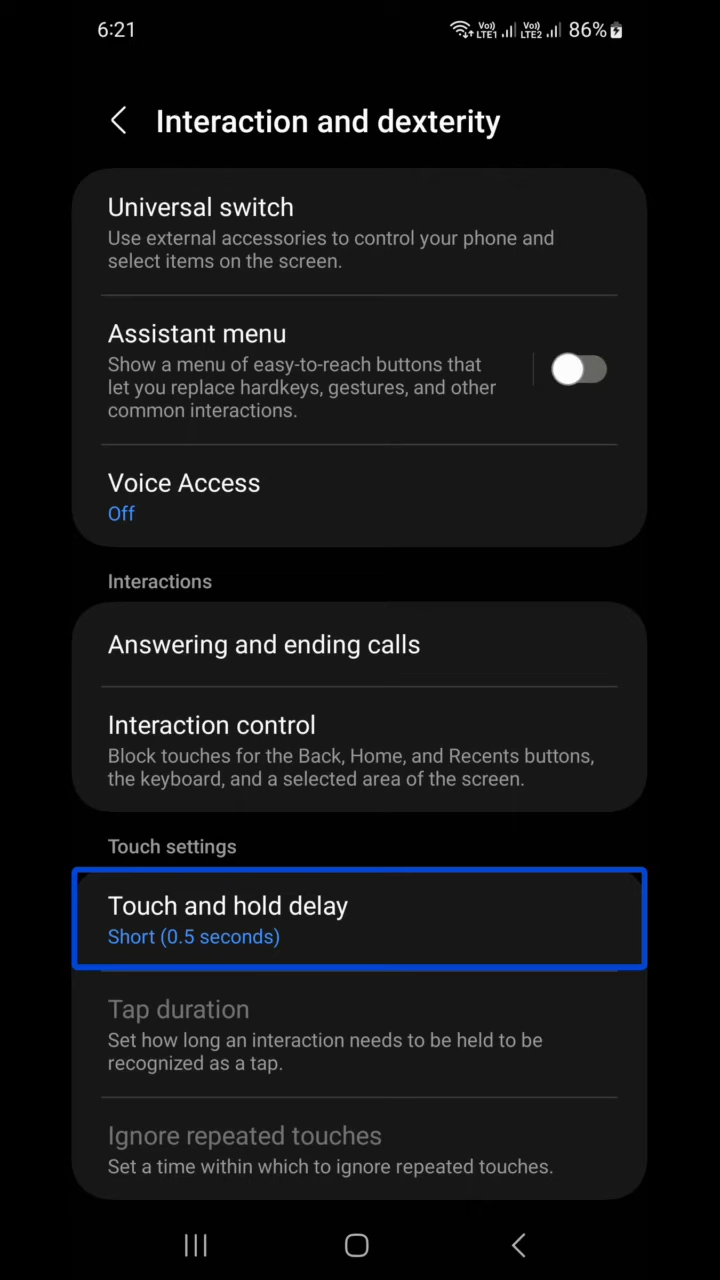 6:21
Vo)) LTE1 Vo)) LTE2 86%
Interaction and dexterity
Universal switch
Use external accessories to control your phone and
select items on the screen.
Assistant menu
Show a menu of easy-to-reach buttons that
let you replace hardkeys, gestures, and other
common interactions.
Voice Access
Off
Interactions
Answering and ending calls
Interaction control
Block touches for the Back, Home, and Recents buttons,
the keyboard, and a selected area of the screen.
Touch settings
Touch and hold delay
Short (0.5 seconds)
Tap duration
Set how long an interaction needs to be held to be
recognized as a tap.
Ignore repeated touches
Set a time within which to ignore repeated touches.